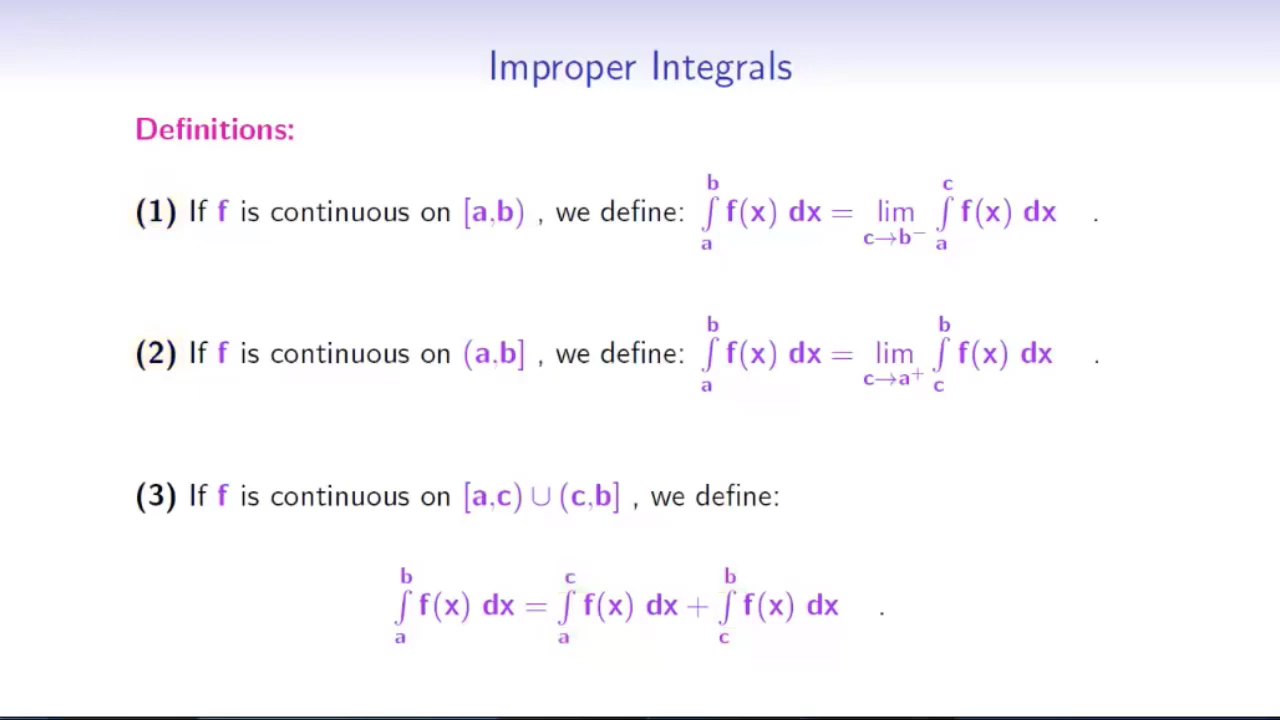 Improper Integrals
Definitions:
(1) If f is continuous on [a,b) , we define: ∫_a^b f(x) dx = lim_{c→b⁻} ∫_a^c f(x) dx .
(2) If f is continuous on (a,b] , we define: ∫_a^b f(x) dx = lim_{c→a⁺} ∫_c^b f(x) dx .
(3) If f is continuous on [a,c) ∪ (c,b] , we define:
∫_a^b f(x) dx = ∫_a^c f(x) dx + ∫_c^b f(x) dx .